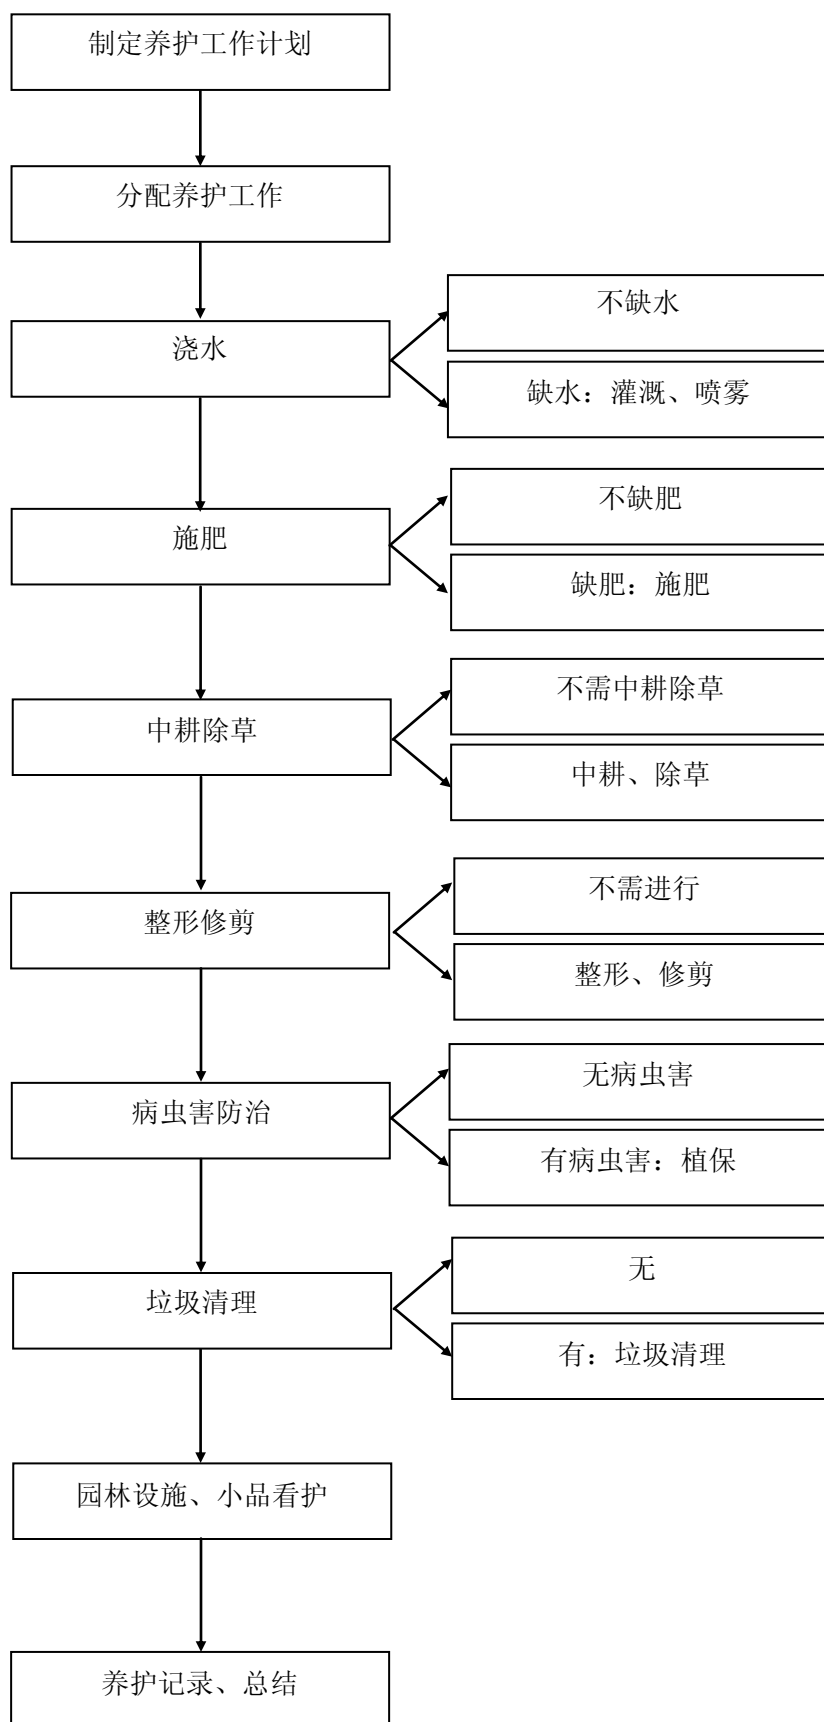 制定养护工作计划
分配养护工作
浇水
不缺水
缺水：灌溉、喷雾
施肥
不缺肥
缺肥：施肥
中耕除草
不需中耕除草
中耕、除草
整形修剪
不需进行
整形、修剪
病虫害防治
无病虫害
有病虫害：植保
垃圾清理
无
有：垃圾清理
园林设施、小品看护
养护记录、总结